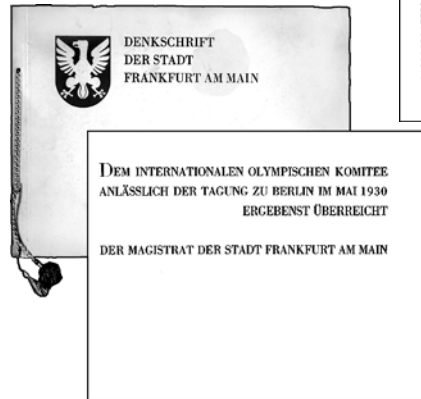 DENKSCHRIFT
DER STADT
FRANKFURT AM MAIN
DEM INTERNATIONALEN OLYMPISCHEN KOMITEE
ANLÄSSLICH DER TAGUNG ZU BERLIN IM MAI 1930
ERGEBENST ÜBERREICHT
DER MAGISTRAT DER STADT FRANKFURT AM MAIN